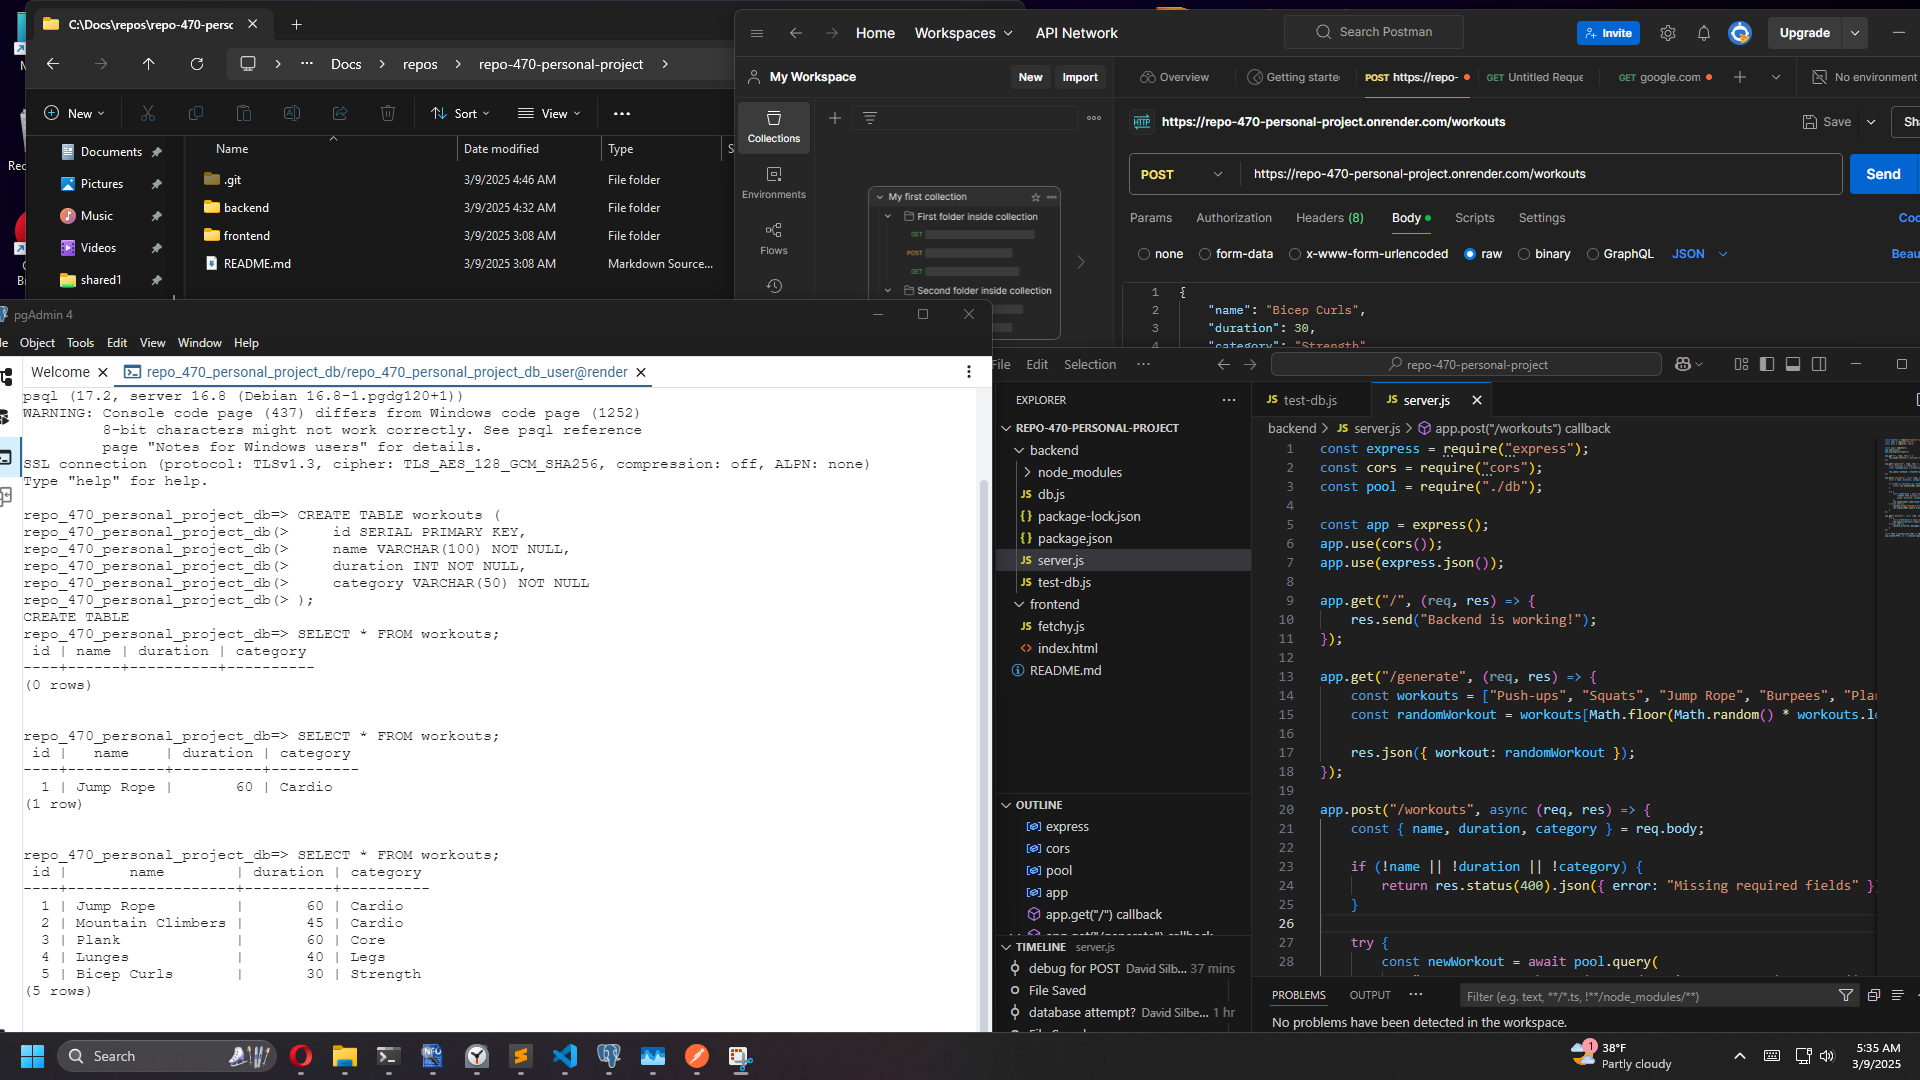 C:\Docs\repos\repo-470-persc
Docs
repos
repo-470-personal-project
New
Sort
View
Name
Date modified
Type
S
Documents
Pictures
Music
Videos
shared1
.git
3/9/2025 4:46 AM
File folder
backend
3/9/2025 4:32 AM
File folder
frontend
3/9/2025 3:08 AM
File folder
README.md
3/9/2025 3:08 AM
Markdown Source...
Home
Workspaces
API Network
Search Postman
Invite
Upgrade
My Workspace
New
Import
Overview
Getting starte
POST https://repo-
GET Untitled Reque
GET google.com
No environment
Collections
Environments
Flows
My first collection
First folder inside collection
GET
POST
GET
Second folder inside collection
HTTP
https://repo-470-personal-project.onrender.com/workouts
Save
Sha
POST
https://repo-470-personal-project.onrender.com/workouts
Send
Params
Authorization
Headers (8)
Body
Scripts
Settings
Coo
none
form-data
x-www-form-urlencoded
raw
binary
GraphQL
JSON
Beau
1 {
2 "name": "Bicep Curls",
3 "duration": 30,
4 "category": "Strength"
pgAdmin 4
le
Object
Tools
Edit
View
Window
Help
Welcome
repo_470_personal_project_db/repo_470_personal_project_db_user@render
psql (17.2, server 16.8 (Debian 16.8-1.pgdg120+1))
WARNING: Console code page (437) differs from Windows code page (1252)
8-bit characters might not work correctly. See psql reference
page "Notes for Windows users" for details.
SSL connection (protocol: TLSv1.3, cipher: TLS_AES_128_GCM_SHA256, compression: off, ALPN: none)
Type "help" for help.
repo_470_personal_project_db=> CREATE TABLE workouts (
repo_470_personal_project_db(>     id SERIAL PRIMARY KEY,
repo_470_personal_project_db(>     name VARCHAR(100) NOT NULL,
repo_470_personal_project_db(>     duration INT NOT NULL,
repo_470_personal_project_db(>     category VARCHAR(50) NOT NULL
repo_470_personal_project_db(> );
CREATE TABLE
repo_470_personal_project_db=> SELECT * FROM workouts;
id | name | duration | category
----+------+----------+----------
(0 rows)
repo_470_personal_project_db=> SELECT * FROM workouts;
id |   name    | duration | category
----+-----------+----------+----------
1 | Jump Rope |       60 | Cardio
(1 row)
repo_470_personal_project_db=> SELECT * FROM workouts;
id |       name        | duration | category
----+-------------------+----------+----------
1 | Jump Rope         |       60 | Cardio
2 | Mountain Climbers |       45 | Cardio
3 | Plank             |       60 | Core
4 | Lunges            |       40 | Legs
5 | Bicep Curls       |       30 | Strength
(5 rows)
File
Edit
Selection
repo-470-personal-project
EXPLORER
REPO-470-PERSONAL-PROJECT
backend
node_modules
JS db.js
{} package-lock.json
{} package.json
JS server.js
JS test-db.js
frontend
JS fetchy.js
<> index.html
README.md
OUTLINE
express
cors
pool
app
app.get("/") callback
app.get("/generate") callback
TIMELINE server.js
debug for POST David Silb... 37 mins
File Saved
database attempt? David Silbe... 1 hr
File Saved
JS test-db.js
JS server.js
backend > JS server.js > app.post("/workouts") callback
1 const express = require("express");
2 const cors = require("cors");
3 const pool = require("./db");
4
5 const app = express();
6 app.use(cors());
7 app.use(express.json());
8
9 app.get("/", (req, res) => {
10     res.send("Backend is working!");
11 });
12
13 app.get("/generate", (req, res) => {
14     const workouts = ["Push-ups", "Squats", "Jump Rope", "Burpees", "Plan
15     const randomWorkout = workouts[Math.floor(Math.random() * workouts.le
16
17     res.json({ workout: randomWorkout });
18 });
19
20 app.post("/workouts", async (req, res) => {
21     const { name, duration, category } = req.body;
22
23     if (!name || !duration || !category) {
24         return res.status(400).json({ error: "Missing required fields" })
25     }
26
27     try {
28         const newWorkout = await pool.query(
PROBLEMS
OUTPUT
Filter (e.g. text, **/*.ts, !**/node_modules/**)
No problems have been detected in the workspace.
Search
1
38°F
Partly cloudy
5:35 AM
3/9/2025